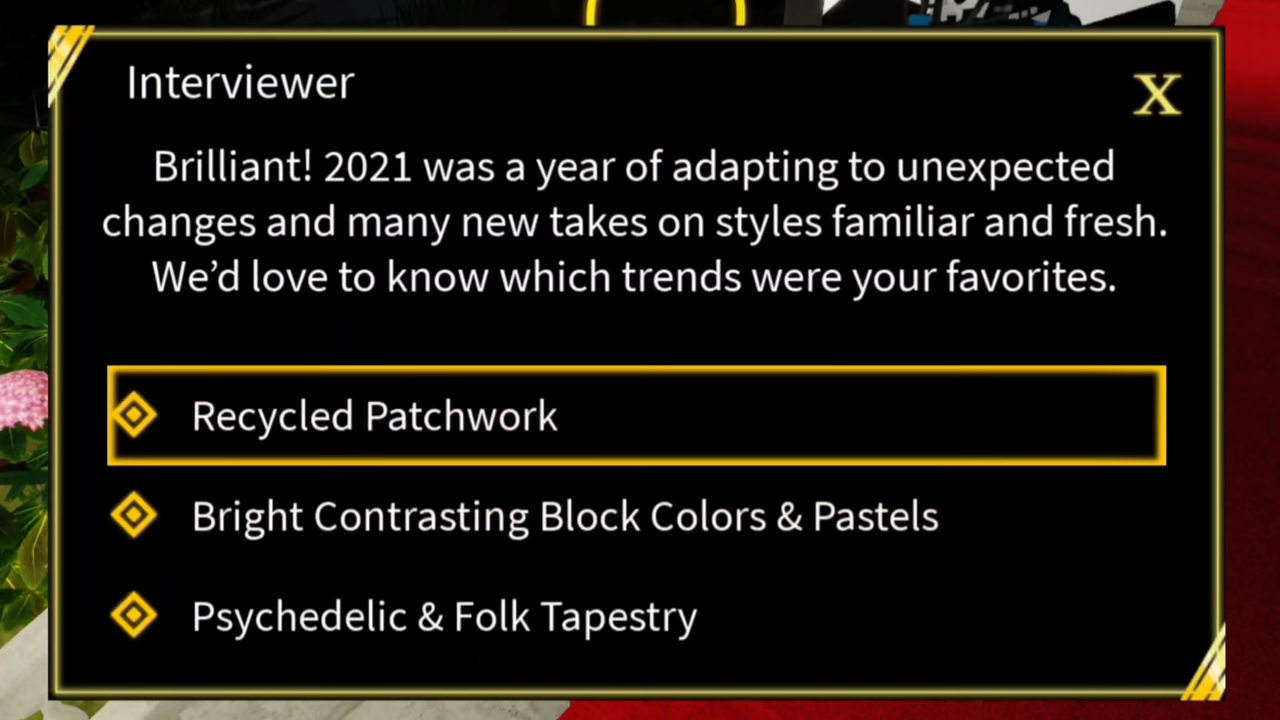 Interviewer
X
Brilliant! 2021 was a year of adapting to unexpected
changes and many new takes on styles familiar and fresh.
We’d love to know which trends were your favorites.
Recycled Patchwork
Bright Contrasting Block Colors & Pastels
Psychedelic & Folk Tapestry